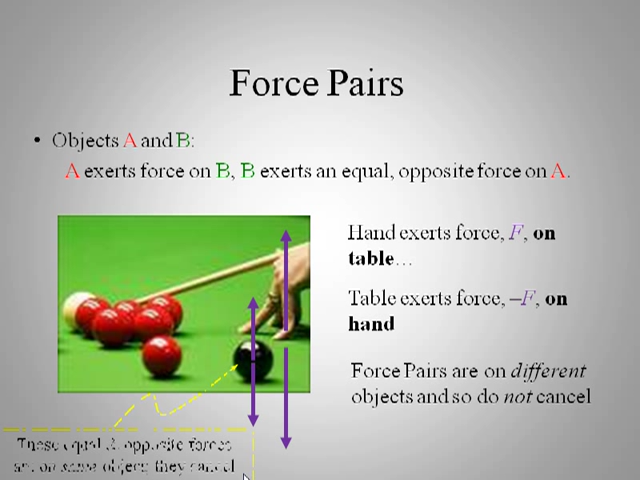 Force Pairs
• Objects A and B:
A exerts force on B, B exerts an equal, opposite force on A.
Hand exerts force, F, on
table…
Table exerts force, –F, on
hand
Force Pairs are on different
objects and so do not cancel
These equal & opposite forces
are on same object; they cancel